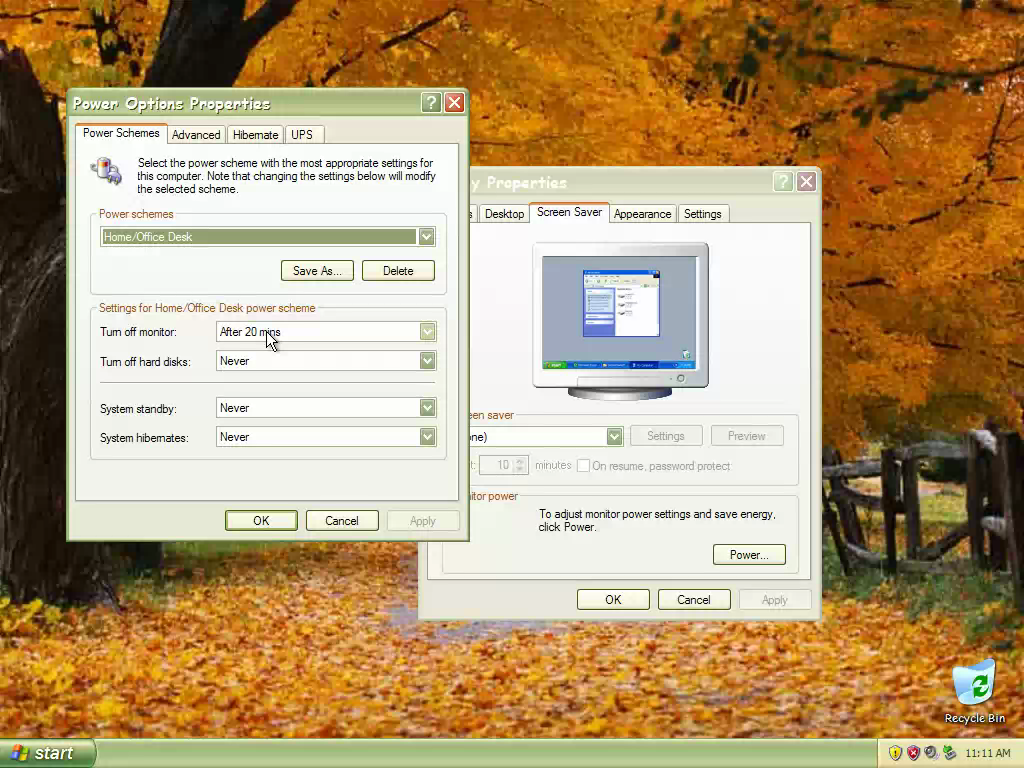 Power Options Properties
Power Schemes
Advanced
Hibernate
UPS
Select the power scheme with the most appropriate settings for
this computer. Note that changing the settings below will modify
the selected scheme.
Power schemes
Home/Office Desk
Save As...
Delete
Settings for Home/Office Desk power scheme
Turn off monitor:
After 20 mins
Turn off hard disks:
Never
System standby:
Never
System hibernates:
Never
OK
Cancel
Apply
y Properties
s
Desktop
Screen Saver
Appearance
Settings
een saver
ne)
Settings
Preview
t:
10
minutes
On resume, password protect
itor power
To adjust monitor power settings and save energy,
click Power.
Power...
OK
Cancel
Apply
Recycle Bin
start
11:11 AM